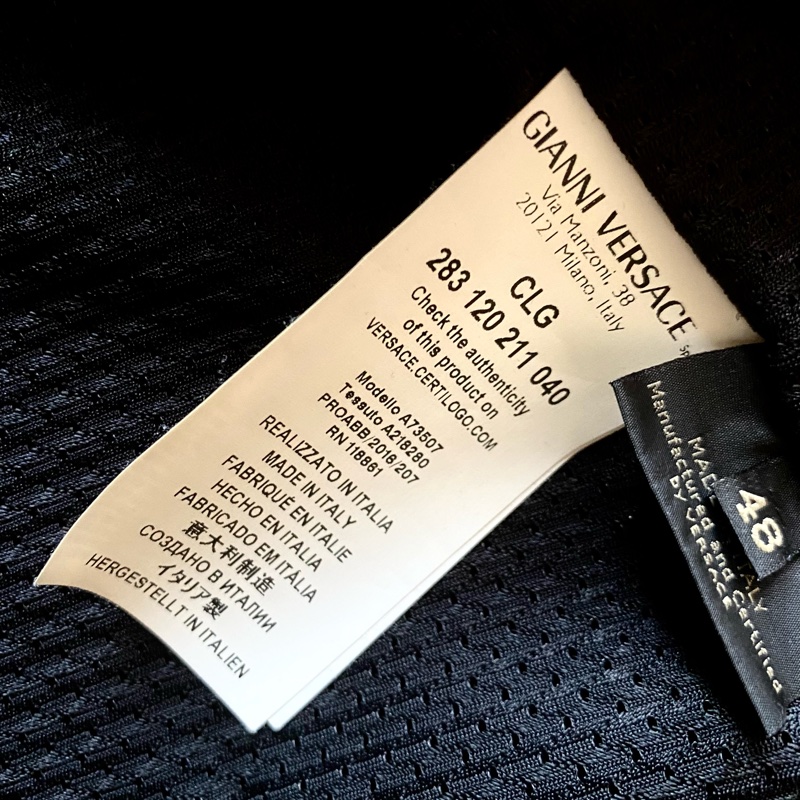 GIANNI VERSACE
Via Manzoni, 38
20121 Milano, Italy
CLG
283 120 211 040
Check the authenticity
of this product on
VERSACE.CERTILOGO.COM
Modello A73507
Tessuto A218280
PROABB/2018/207
RN 118861
REALIZZATO IN ITALIA
MADE IN ITALY
FABRIQUÉ EN ITALIE
HECHO EN ITALIA
FABRICADO EM ITÁLIA
意大利制造
СОЗДАНО В ИТАЛИИ
イタリア製
HERGESTELLT IN ITALIEN
48
Manufactured and Certified
by VERSACE